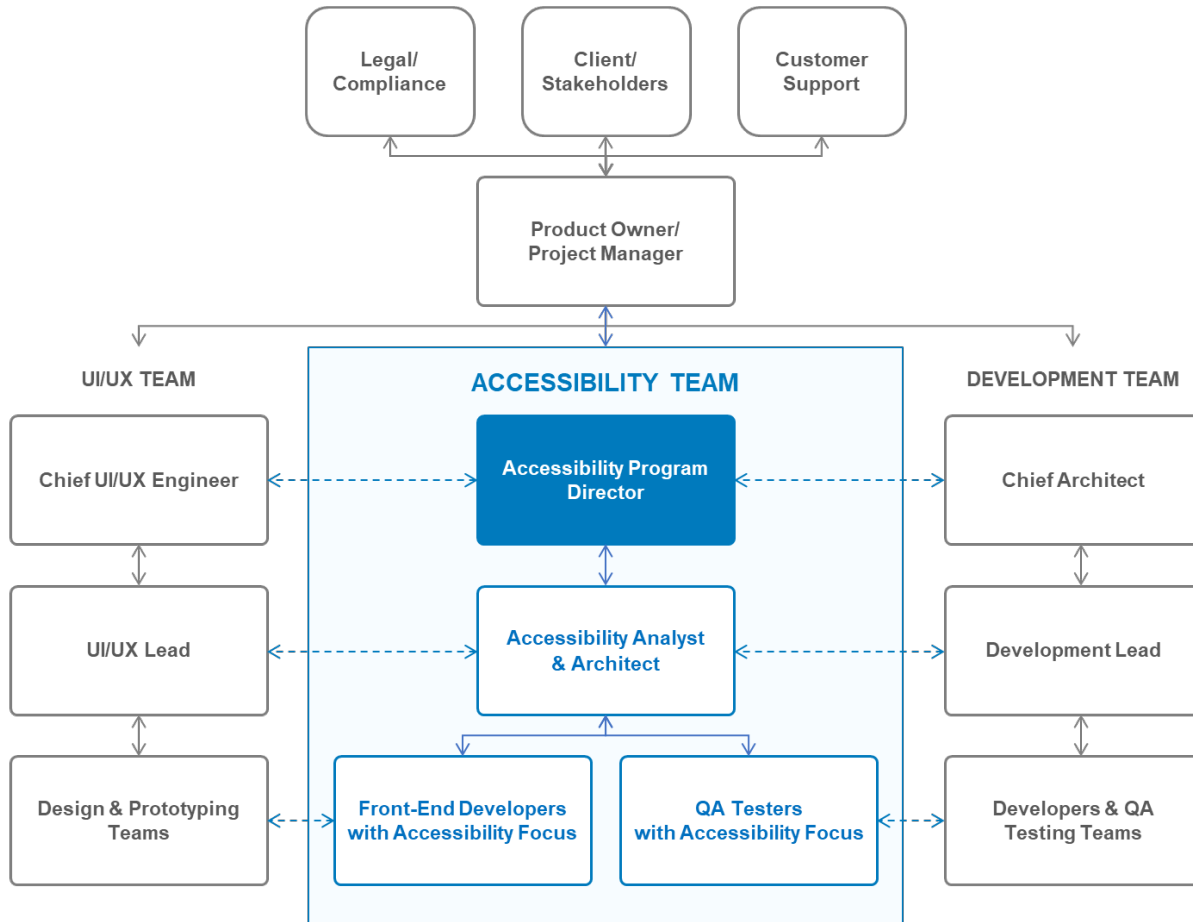 Legal/
Compliance
Client/
Stakeholders
Customer
Support
Product Owner/
Project Manager
UI/UX TEAM
ACCESSIBILITY TEAM
DEVELOPMENT TEAM
Chief UI/UX Engineer
Accessibility Program
Director
Chief Architect
UI/UX Lead
Accessibility Analyst
& Architect
Development Lead
Design & Prototyping
Teams
Front-End Developers
with Accessibility Focus
QA Testers
with Accessibility Focus
Developers & QA
Testing Teams